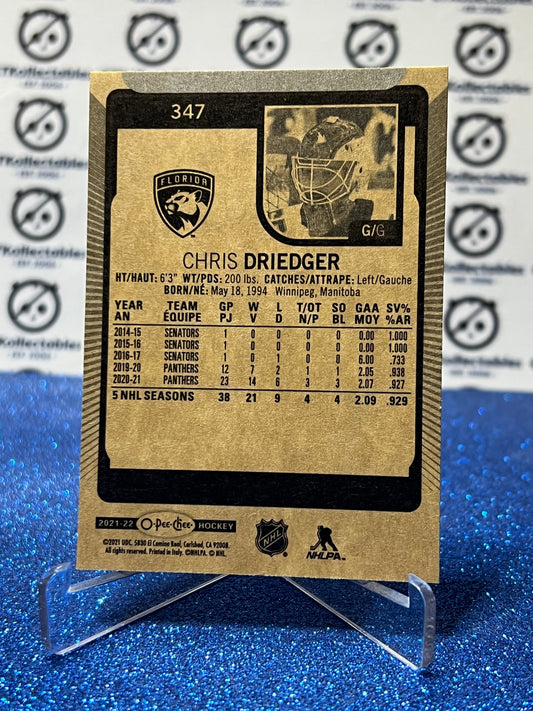 347
FLORIDA
G/G
CHRIS DRIEDGER
HT/HAUT: 6'3" WT/PDS: 200 lbs. CATCHES/ATTRAPE: Left/Gauche
BORN/NÉ: May 18, 1994 Winnipeg, Manitoba
YEAR TEAM GP W L T/OT SO GAA SV%
AN ÉQUIPE PJ V D N/P BL MOY %AR
2014-15 SENATORS 1 0 0 0 0 0.00 1.000
2015-16 SENATORS 1 0 0 0 0 0.00 1.000
2016-17 SENATORS 1 0 1 0 0 6.00 .733
2019-20 PANTHERS 12 7 2 1 1 2.05 .938
2020-21 PANTHERS 23 14 6 3 3 2.07 .927
5 NHL SEASONS 38 21 9 4 4 2.09 .929
2021-22 O-Pee-Chee HOCKEY
©2021 UDC. 5830 El Camino Real, Carlsbad, CA 92008.
All rights reserved. Printed in Italy. ©NHLPA. © NHL.
NHL
NHLPA